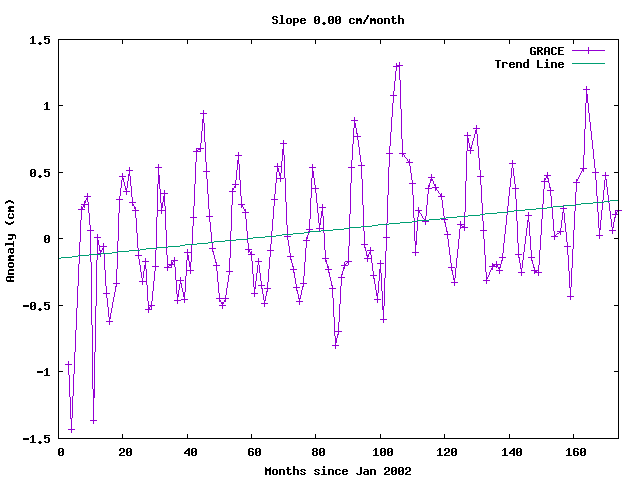 Slope 0.00 cm/month
GRACE
Trend Line
1.5
1
0.5
0
-0.5
-1
-1.5
Anomaly (cm)
0 20 40 60 80 100 120 140 160
Months since Jan 2002